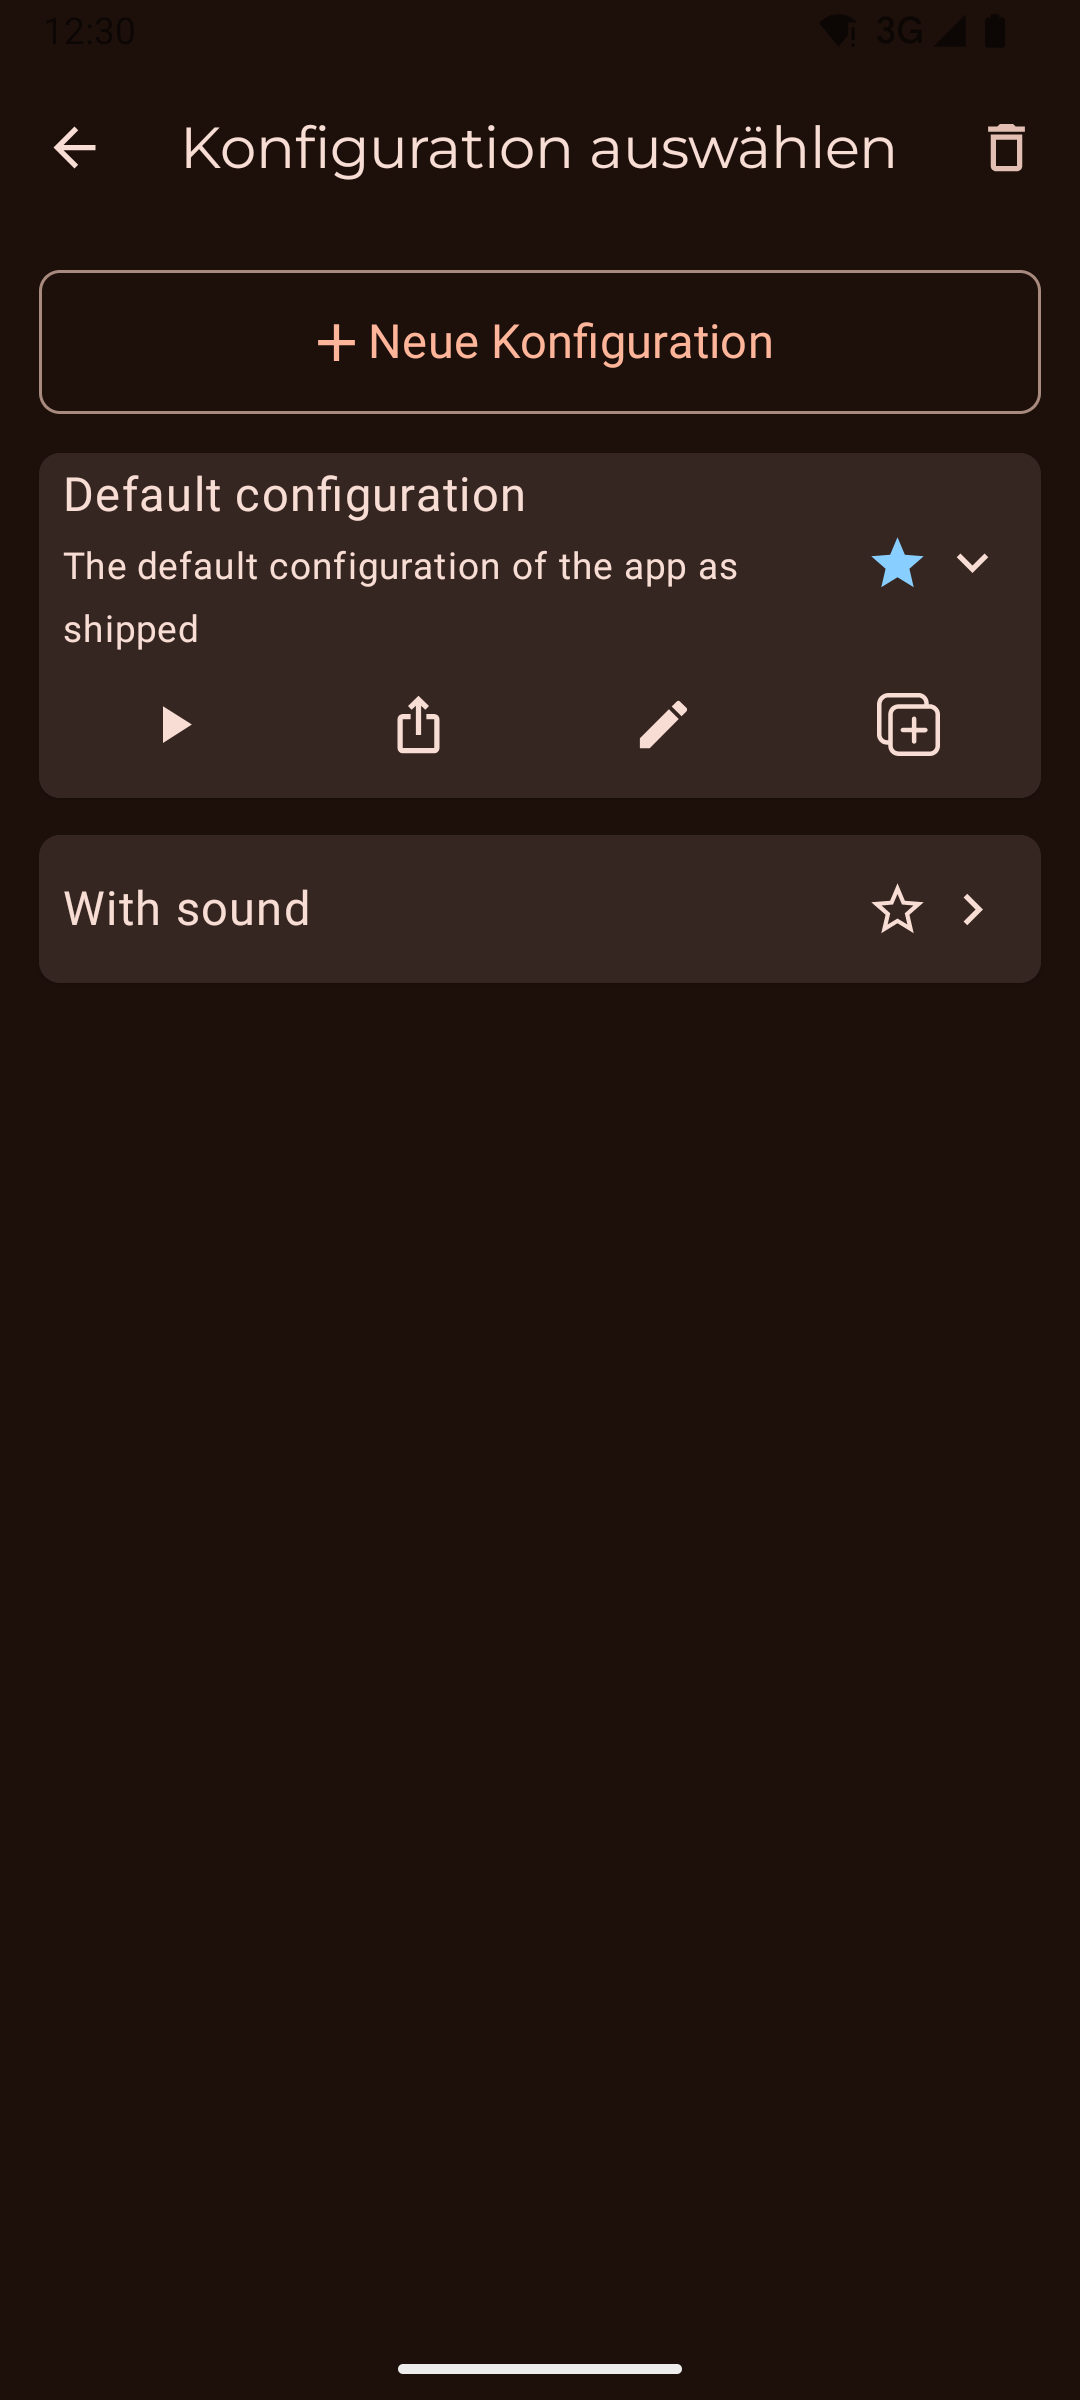 12:30
3G
Konfiguration auswählen
Neue Konfiguration
Default configuration
The default configuration of the app as
shipped
With sound